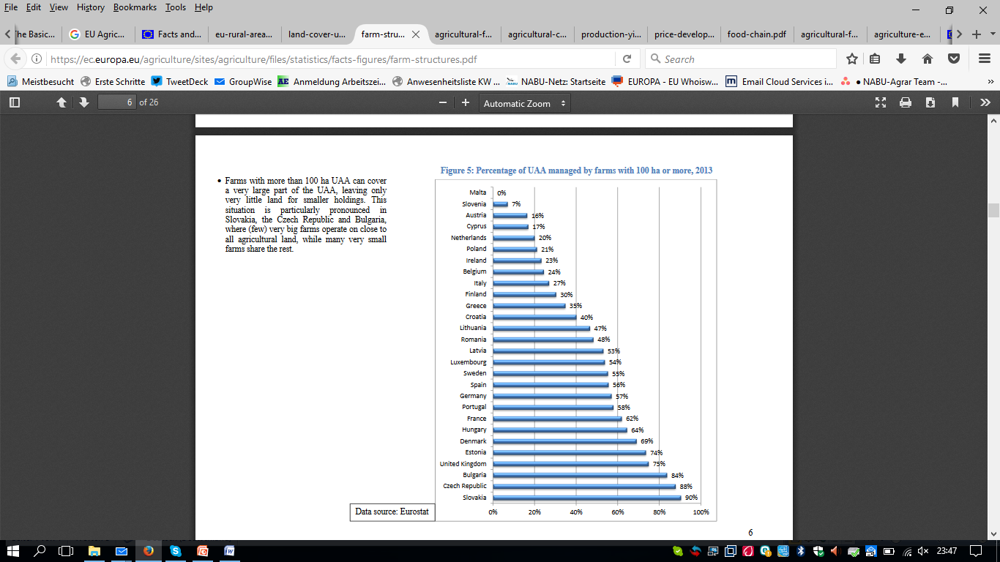 File Edit View History Bookmarks Tools Help
The Basic...
EU Agric...
Facts and...
eu-rural-area...
land-cover-u...
farm-stru...
agricultural-f...
agricultural-c...
production-yi...
price-develop...
food-chain.pdf
agricultural-f...
agriculture-e...
https://ec.europa.eu/agriculture/sites/agriculture/files/statistics/facts-figures/farm-structures.pdf
Search
Meistbesucht
Erste Schritte
TweetDeck
GroupWise
Anmeldung Arbeitszei...
Anwesenheitsliste KW ...
NABU-Netz: Startseite
EUROPA - EU Whoisw...
Email Cloud Services i...
• NABU-Agrar Team -...
6 of 26
Automatic Zoom
• Farms with more than 100 ha UAA can cover
a very large part of the UAA, leaving only
very little land for smaller holdings. This
situation is particularly pronounced in
Slovakia, the Czech Republic and Bulgaria,
where (few) very big farms operate on close to
all agricultural land, while many very small
farms share the rest.
Figure 5: Percentage of UAA managed by farms with 100 ha or more, 2013
Malta 0%
Slovenia 7%
Austria 16%
Cyprus 17%
Netherlands 20%
Poland 21%
Ireland 23%
Belgium 24%
Italy 27%
Finland 30%
Greece 35%
Croatia 40%
Lithuania 47%
Romania 48%
Latvia 53%
Luxembourg 54%
Sweden 55%
Spain 56%
Germany 57%
Portugal 58%
France 62%
Hungary 64%
Denmark 69%
Estonia 74%
United Kingdom 75%
Bulgaria 84%
Czech Republic 88%
Slovakia 90%
0% 20% 40% 60% 80% 100%
Data source: Eurostat
6
23:47